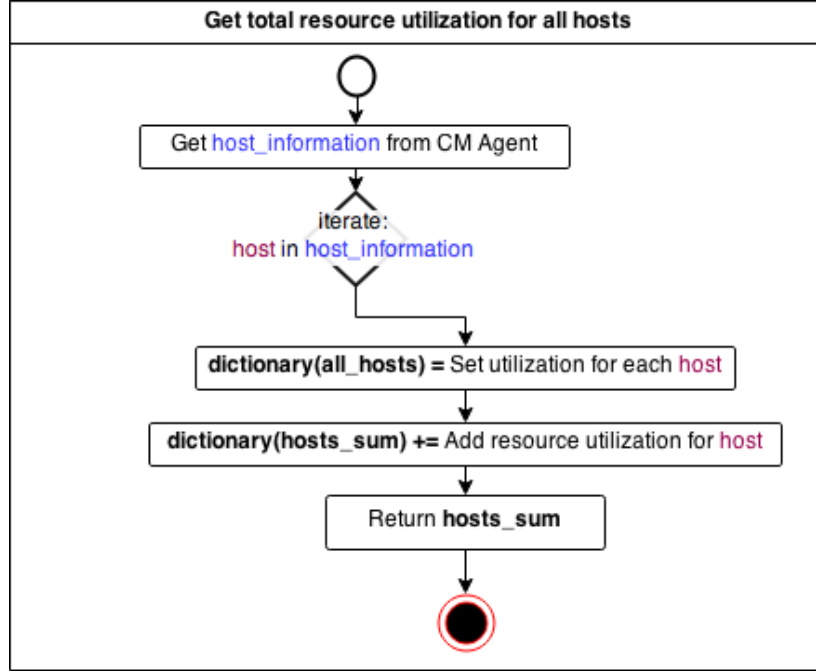 Get total resource utilization for all hosts
Get host_information from CM Agent
iterate:
host in host_information
dictionary(all_hosts) = Set utilization for each host
dictionary(hosts_sum) += Add resource utilization for host
Return hosts_sum